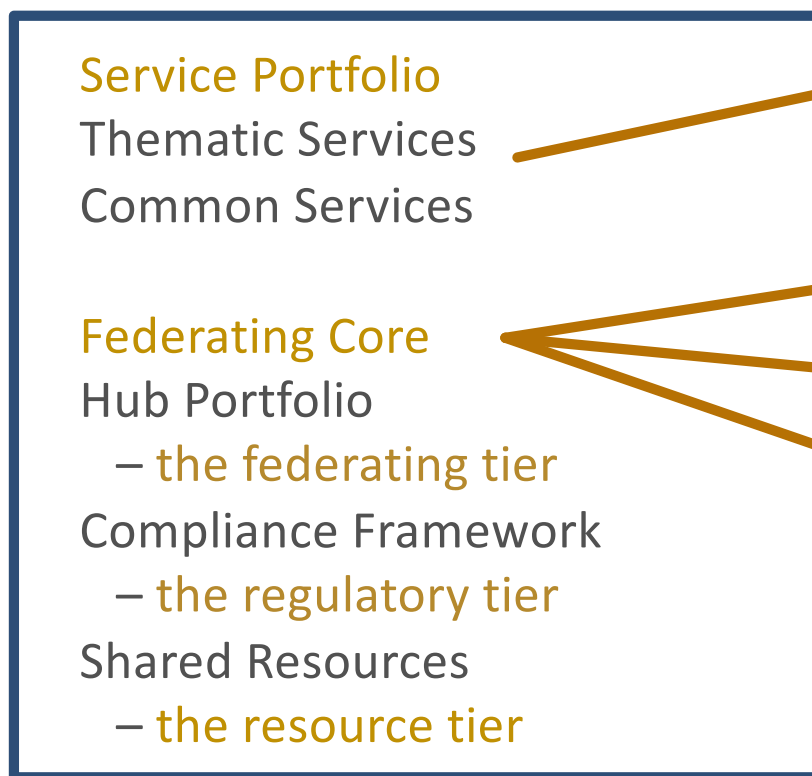 Service Portfolio
Thematic Services
Common Services
Federating Core
Hub Portfolio
– the federating tier
Compliance Framework
– the regulatory tier
Shared Resources
– the resource tier